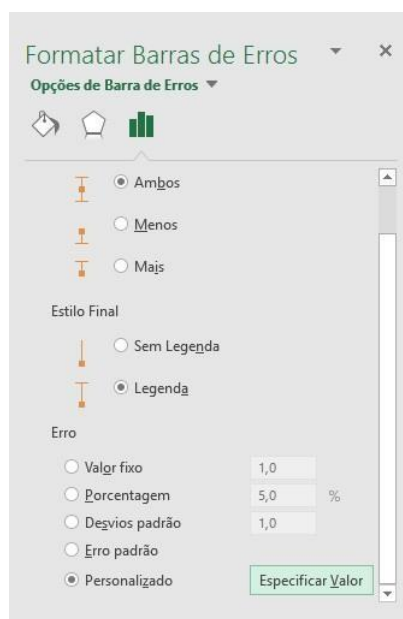 Formatar Barras de Erros
Opções de Barra de Erros
Ambos
Menos
Mais
Estilo Final
Sem Legenda
Legenda
Erro
Valor fixo 1,0
Porcentagem 5,0 %
Desvios padrão 1,0
Erro padrão
Personalizado Especificar Valor